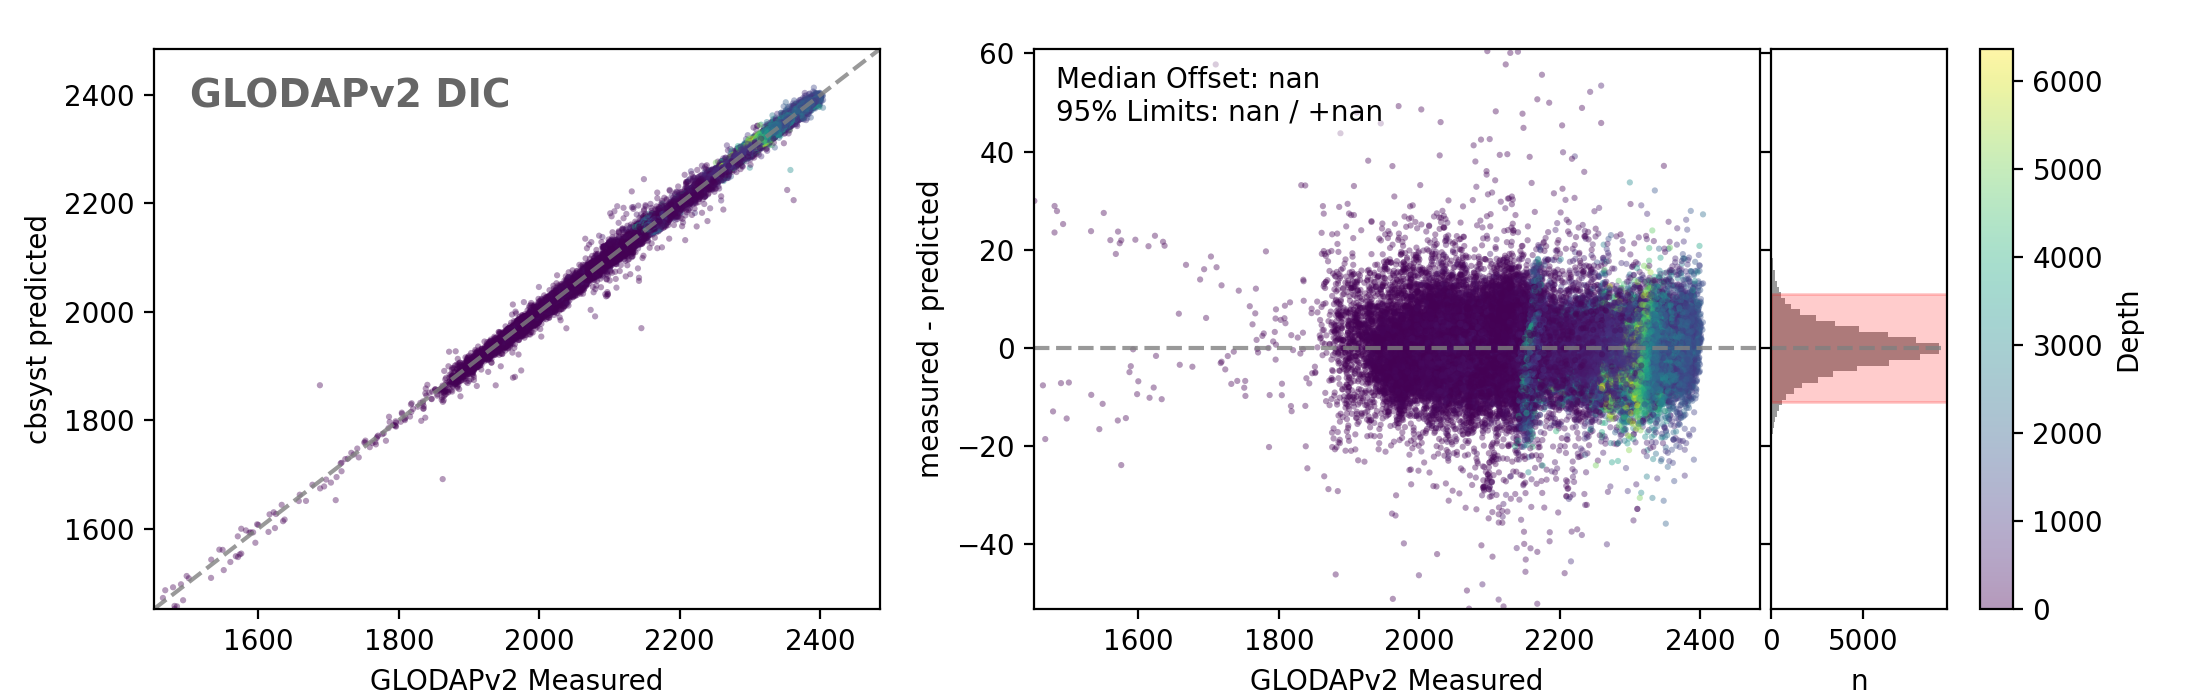 GLODAPv2 DIC
cbsyst predicted
2400
2200
2000
1800
1600
1600 1800 2000 2200 2400
GLODAPv2 Measured
Median Offset: nan
95% Limits: nan / +nan
measured - predicted
60
40
20
0
−20
−40
1600 1800 2000 2200 2400
GLODAPv2 Measured
0 5000
n
6000
5000
4000
3000
2000
1000
0
Depth